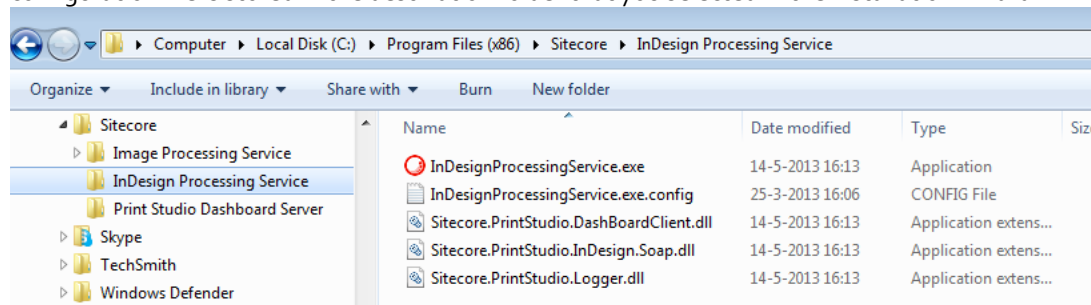 Computer ▸ Local Disk (C:) ▸ Program Files (x86) ▸ Sitecore ▸ InDesign Processing Service
Organize ▾ Include in library ▾ Share with ▾ Burn New folder
Sitecore
Image Processing Service
InDesign Processing Service
Print Studio Dashboard Server
Skype
TechSmith
Windows Defender
Name Date modified Type Siz
InDesignProcessingService.exe 14-5-2013 16:13 Application
InDesignProcessingService.exe.config 25-3-2013 16:06 CONFIG File
Sitecore.PrintStudio.DashBoardClient.dll 14-5-2013 16:13 Application extens...
Sitecore.PrintStudio.InDesign.Soap.dll 14-5-2013 16:13 Application extens...
Sitecore.PrintStudio.Logger.dll 14-5-2013 16:13 Application extens...